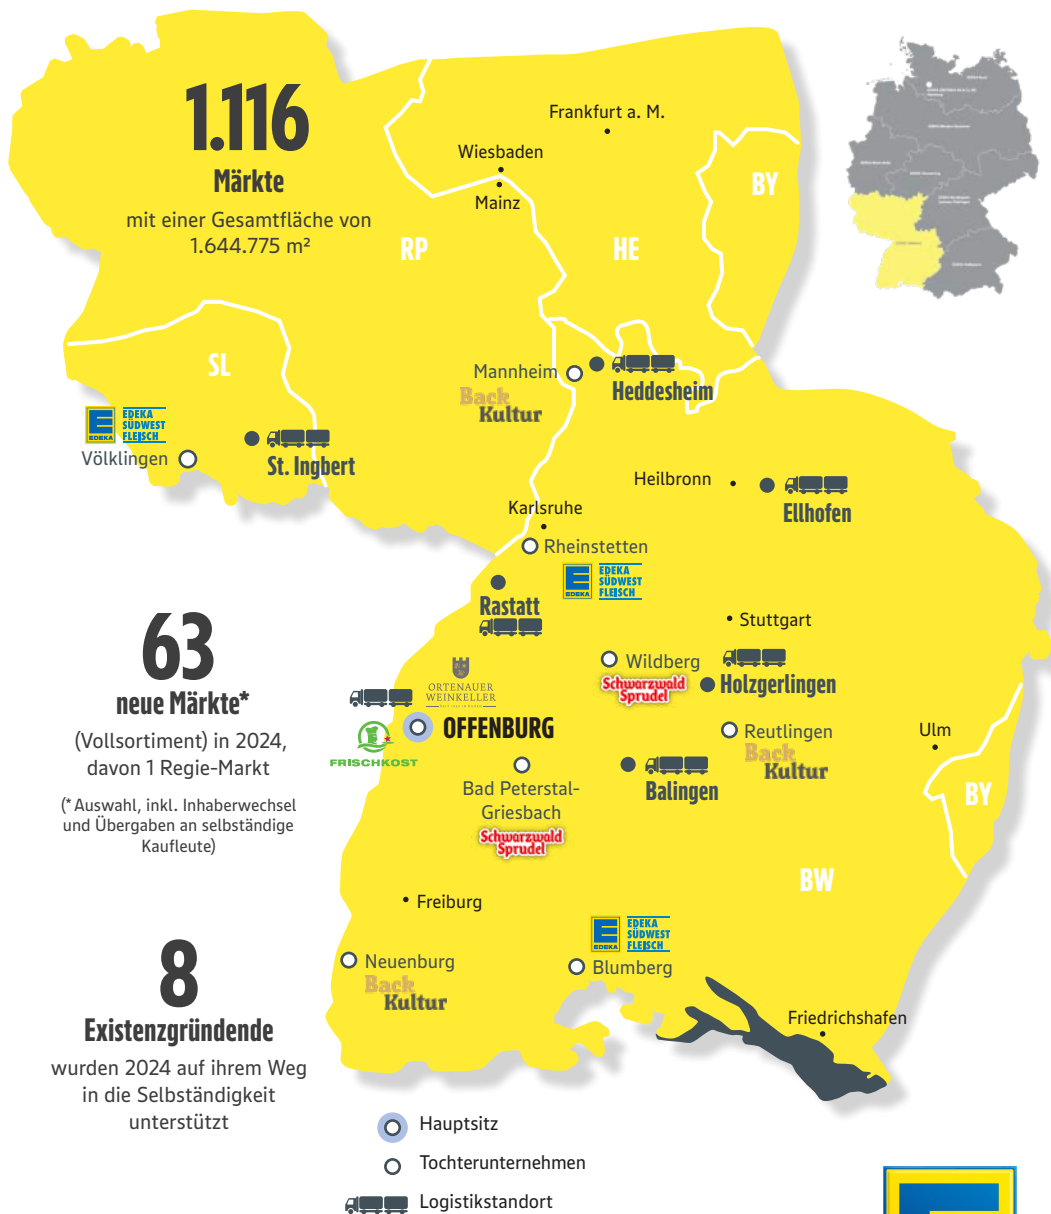 1.116
Märkte
mit einer Gesamtfläche von
1.644.775 m²
Frankfurt a. M.
Wiesbaden
Mainz
BY
RP
HE
SL
Mannheim
Back
Kultur
Heddesheim
EDEKA
EDEKA
SÜDWEST
FLEISCH
Völklingen
St. Ingbert
Heilbronn
Ellhofen
Karlsruhe
Rheinstetten
EDEKA
EDEKA
SÜDWEST
FLEISCH
Rastatt
Stuttgart
63
neue Märkte*
(Vollsortiment) in 2024,
davon 1 Regie-Markt
(* Auswahl, inkl. Inhaberwechsel
und Übergaben an selbständige
Kaufleute)
Wildberg
Schwarzwald
Sprudel
Holzgerlingen
ORTENAUER
WEINKELLER
OFFENBURG
FRISCHKOST
Reutlingen
Back
Kultur
Ulm
Bad Peterstal-
Griesbach
Schwarzwald
Sprudel
Balingen
BY
BW
Freiburg
8
Existenzgründende
wurden 2024 auf ihrem Weg
in die Selbständigkeit
unterstützt
Neuenburg
Back
Kultur
EDEKA
EDEKA
SÜDWEST
FLEISCH
Blumberg
Friedrichshafen
Hauptsitz
Tochterunternehmen
Logistikstandort